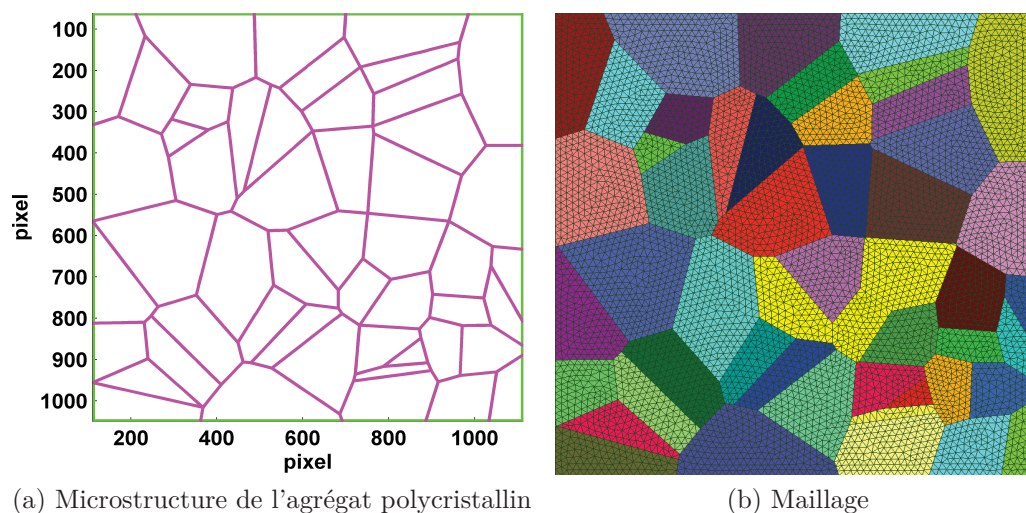 100
200
300
400
500
600
700
800
900
1000
pixel
200 400 600 800 1000
pixel
(a) Microstructure de l'agrégat polycristallin
(b) Maillage